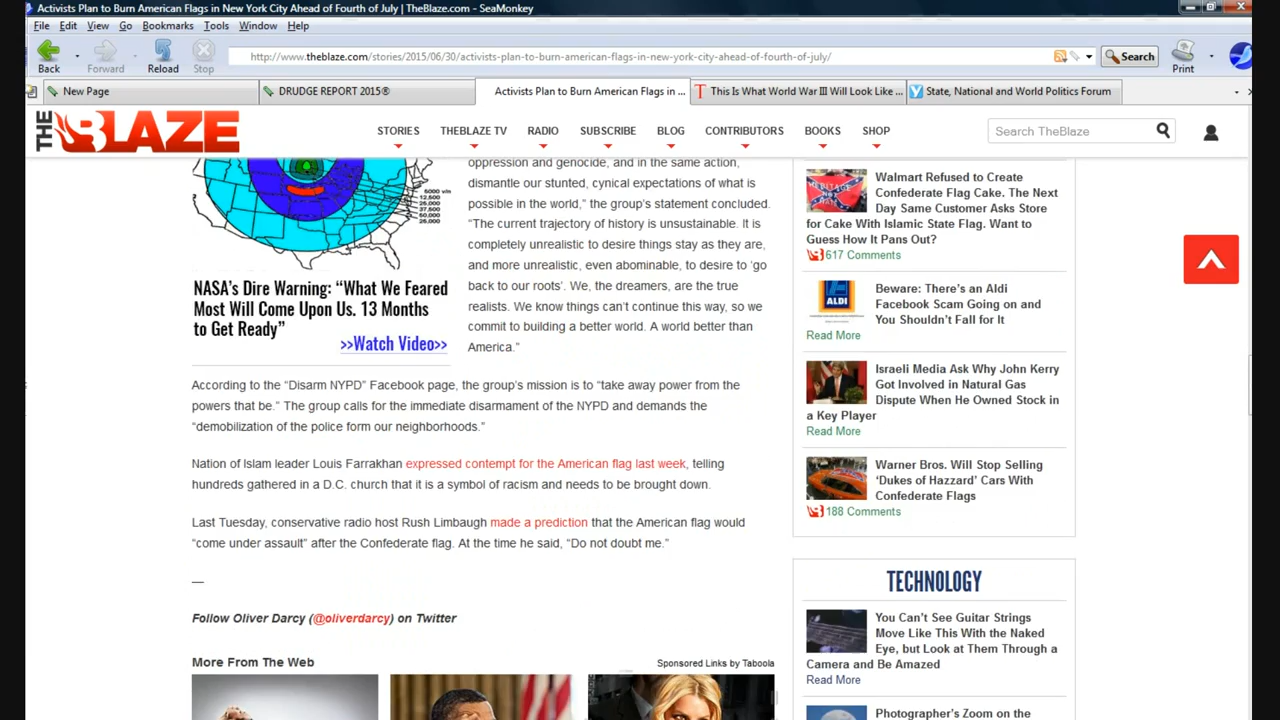 Activists Plan to Burn American Flags in New York City Ahead of Fourth of July | TheBlaze.com - SeaMonkey
File Edit View Go Bookmarks Tools Window Help
Back Forward Reload Stop
http://www.theblaze.com/stories/2015/06/30/activists-plan-to-burn-american-flags-in-new-york-city-ahead-of-fourth-of-july/
Search
Print
New Page
DRUDGE REPORT 2015®
Activists Plan to Burn American Flags in ...
This Is What World War III Will Look Like ...
State, National and World Politics Forum
THE BLAZE
STORIES THEBLAZE TV RADIO SUBSCRIBE BLOG CONTRIBUTORS BOOKS SHOP
Search TheBlaze
5000 v/m
12,500
25,000
37,500
50,000
25,000
NASA's Dire Warning: “What We Feared
Most Will Come Upon Us. 13 Months
to Get Ready”
>>Watch Video>>
oppression and genocide, and in the same action,
dismantle our stunted, cynical expectations of what is
possible in the world,” the group's statement concluded.
“The current trajectory of history is unsustainable. It is
completely unrealistic to desire things stay as they are,
and more unrealistic, even abominable, to desire to ‘go
back to our roots’. We, the dreamers, are the true
realists. We know things can't continue this way, so we
commit to building a better world. A world better than
America.”
According to the “Disarm NYPD” Facebook page, the group's mission is to “take away power from the
powers that be.” The group calls for the immediate disarmament of the NYPD and demands the
“demobilization of the police form our neighborhoods.”
Nation of Islam leader Louis Farrakhan expressed contempt for the American flag last week, telling
hundreds gathered in a D.C. church that it is a symbol of racism and needs to be brought down.
Last Tuesday, conservative radio host Rush Limbaugh made a prediction that the American flag would
“come under assault” after the Confederate flag. At the time he said, “Do not doubt me.”
—
Follow Oliver Darcy (@oliverdarcy) on Twitter
More From The Web
Sponsored Links by Taboola
Walmart Refused to Create
Confederate Flag Cake. The Next
Day Same Customer Asks Store
for Cake With Islamic State Flag. Want to
Guess How It Pans Out?
617 Comments
ALDI
Beware: There's an Aldi
Facebook Scam Going on and
You Shouldn't Fall for It
Read More
Israeli Media Ask Why John Kerry
Got Involved in Natural Gas
Dispute When He Owned Stock in
a Key Player
Read More
Warner Bros. Will Stop Selling
‘Dukes of Hazzard’ Cars With
Confederate Flags
188 Comments
TECHNOLOGY
You Can't See Guitar Strings
Move Like This With the Naked
Eye, but Look at Them Through a
Camera and Be Amazed
Read More
Photographer's Zoom on the